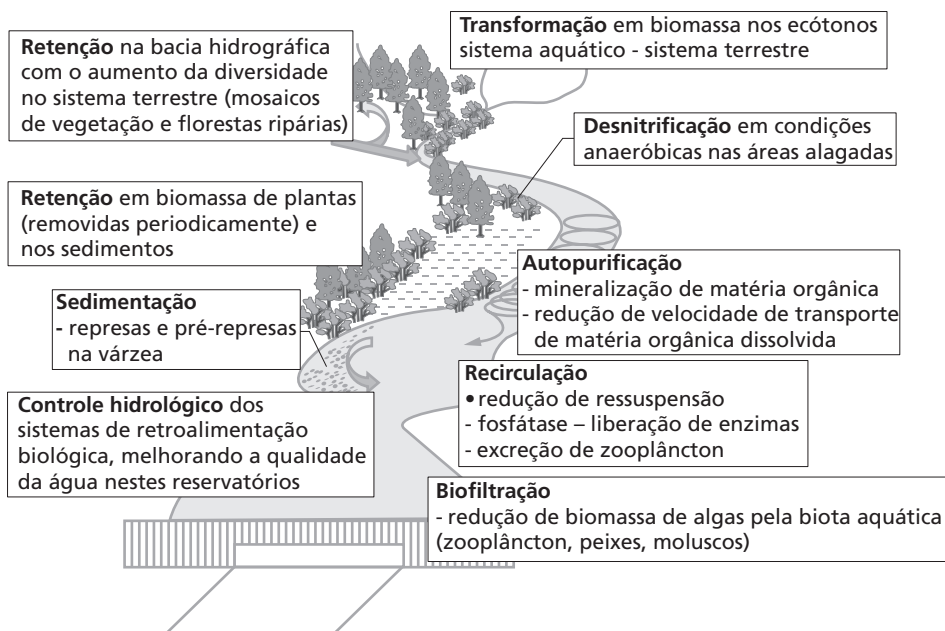 Retenção na bacia hidrográfica
com o aumento da diversidade
no sistema terrestre (mosaicos
de vegetação e florestas ripárias)
Transformação em biomassa nos ecótonos
sistema aquático - sistema terrestre
Desnitrificação em condições
anaeróbicas nas áreas alagadas
Retenção em biomassa de plantas
(removidas periodicamente) e
nos sedimentos
Autopurificação
- mineralização de matéria orgânica
- redução de velocidade de transporte
de matéria orgânica dissolvida
Sedimentação
- represas e pré-represas
na várzea
Recirculação
• redução de ressuspensão
- fosfátase – liberação de enzimas
- excreção de zooplâncton
Controle hidrológico dos
sistemas de retroalimentação
biológica, melhorando a qualidade
da água nestes reservatórios
Biofiltração
- redução de biomassa de algas pela biota aquática
(zooplâncton, peixes, moluscos)